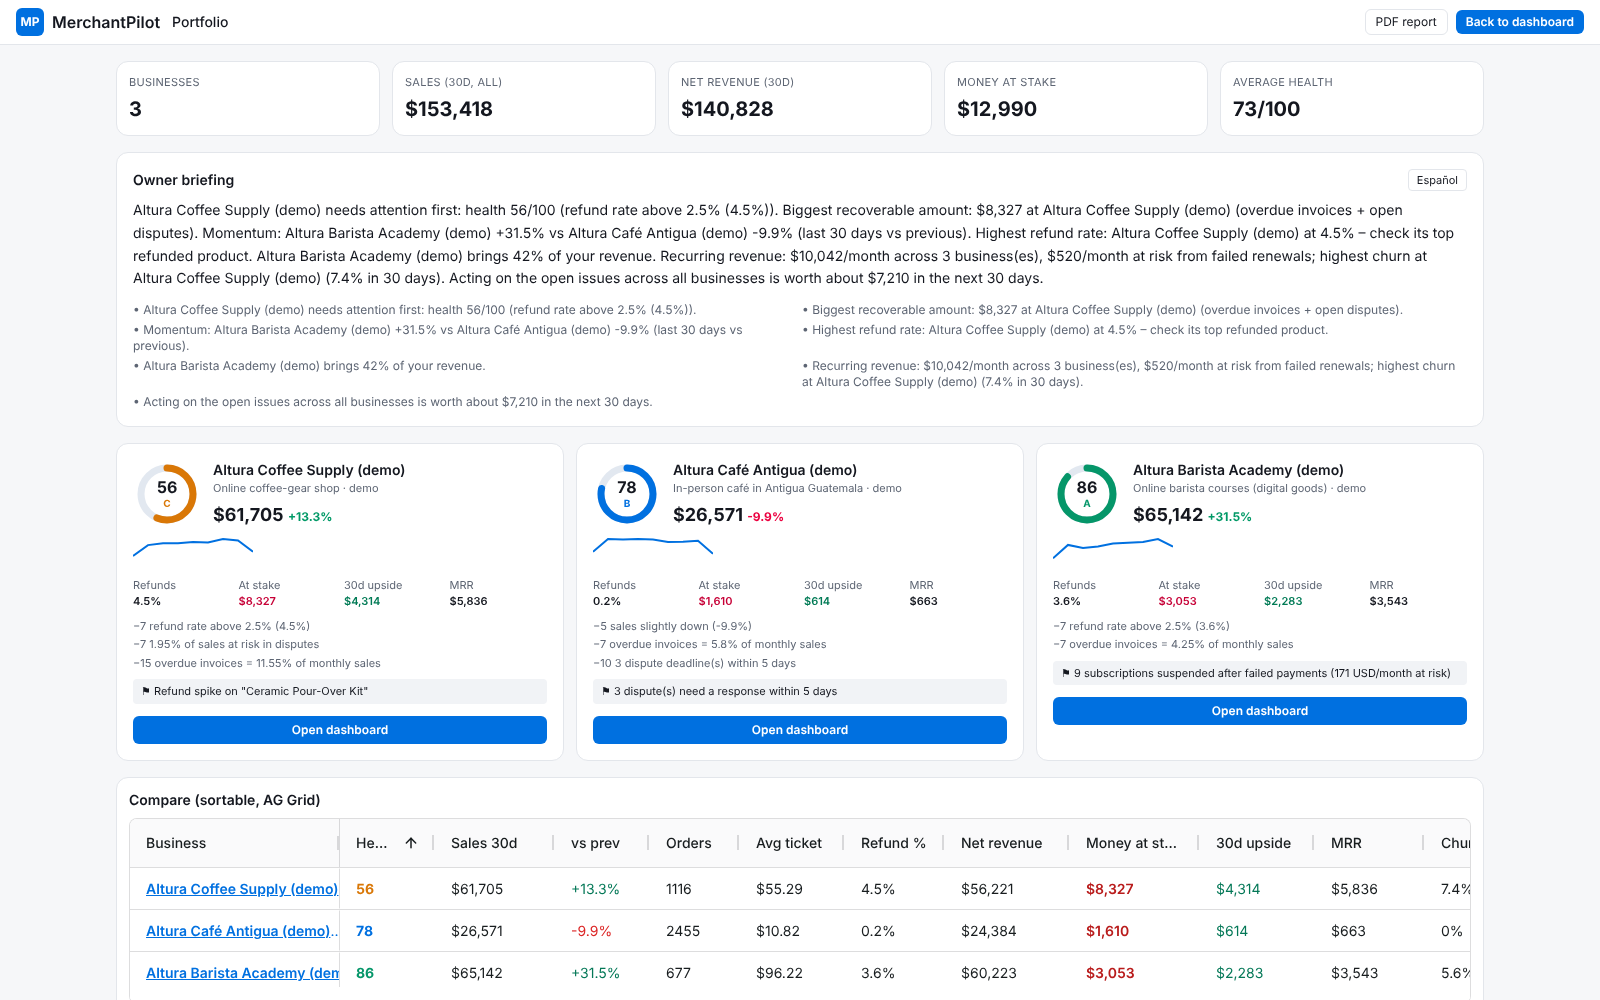 MP MerchantPilot Portfolio PDF report Back to dashboard
BUSINESSES
3
SALES (30D, ALL)
$153,418
NET REVENUE (30D)
$140,828
MONEY AT STAKE
$12,990
AVERAGE HEALTH
73/100
Owner briefing
Español
Altura Coffee Supply (demo) needs attention first: health 56/100 (refund rate above 2.5% (4.5%)). Biggest recoverable amount: $8,327 at Altura Coffee Supply (demo) (overdue invoices + open
disputes). Momentum: Altura Barista Academy (demo) +31.5% vs Altura Café Antigua (demo) -9.9% (last 30 days vs previous). Highest refund rate: Altura Coffee Supply (demo) at 4.5% – check its top
refunded product. Altura Barista Academy (demo) brings 42% of your revenue. Recurring revenue: $10,042/month across 3 business(es), $520/month at risk from failed renewals; highest churn at
Altura Coffee Supply (demo) (7.4% in 30 days). Acting on the open issues across all businesses is worth about $7,210 in the next 30 days.
• Altura Coffee Supply (demo) needs attention first: health 56/100 (refund rate above 2.5% (4.5%)).
• Biggest recoverable amount: $8,327 at Altura Coffee Supply (demo) (overdue invoices + open disputes).
• Momentum: Altura Barista Academy (demo) +31.5% vs Altura Café Antigua (demo) -9.9% (last 30 days vs
previous).
• Highest refund rate: Altura Coffee Supply (demo) at 4.5% – check its top refunded product.
• Altura Barista Academy (demo) brings 42% of your revenue.
• Recurring revenue: $10,042/month across 3 business(es), $520/month at risk from failed renewals; highest churn
at Altura Coffee Supply (demo) (7.4% in 30 days).
• Acting on the open issues across all businesses is worth about $7,210 in the next 30 days.
56
C
Altura Coffee Supply (demo)
Online coffee-gear shop · demo
$61,705 +13.3%
Refunds At stake 30d upside MRR
4.5% $8,327 $4,314 $5,836
−7 refund rate above 2.5% (4.5%)
−7 1.95% of sales at risk in disputes
−15 overdue invoices = 11.55% of monthly sales
⚑ Refund spike on "Ceramic Pour-Over Kit"
Open dashboard
78
B
Altura Café Antigua (demo)
In-person café in Antigua Guatemala · demo
$26,571 -9.9%
Refunds At stake 30d upside MRR
0.2% $1,610 $614 $663
−5 sales slightly down (-9.9%)
−7 overdue invoices = 5.8% of monthly sales
−10 3 dispute deadline(s) within 5 days
⚑ 3 dispute(s) need a response within 5 days
Open dashboard
86
A
Altura Barista Academy (demo)
Online barista courses (digital goods) · demo
$65,142 +31.5%
Refunds At stake 30d upside MRR
3.6% $3,053 $2,283 $3,543
−7 refund rate above 2.5% (3.6%)
−7 overdue invoices = 4.25% of monthly sales
⚑ 9 subscriptions suspended after failed payments (171 USD/month at risk)
Open dashboard
Compare (sortable, AG Grid)
Business He... ↑ Sales 30d vs prev Orders Avg ticket Refund % Net revenue Money at st... 30d upside MRR Chur
Altura Coffee Supply (demo) 56 $61,705 +13.3% 1116 $55.29 4.5% $56,221 $8,327 $4,314 $5,836 7.4%
Altura Café Antigua (demo)... 78 $26,571 -9.9% 2455 $10.82 0.2% $24,384 $1,610 $614 $663 0%
Altura Barista Academy (dem 86 $65,142 +31.5% 677 $96.22 3.6% $60,223 $3,053 $2,283 $3,543 5.6%